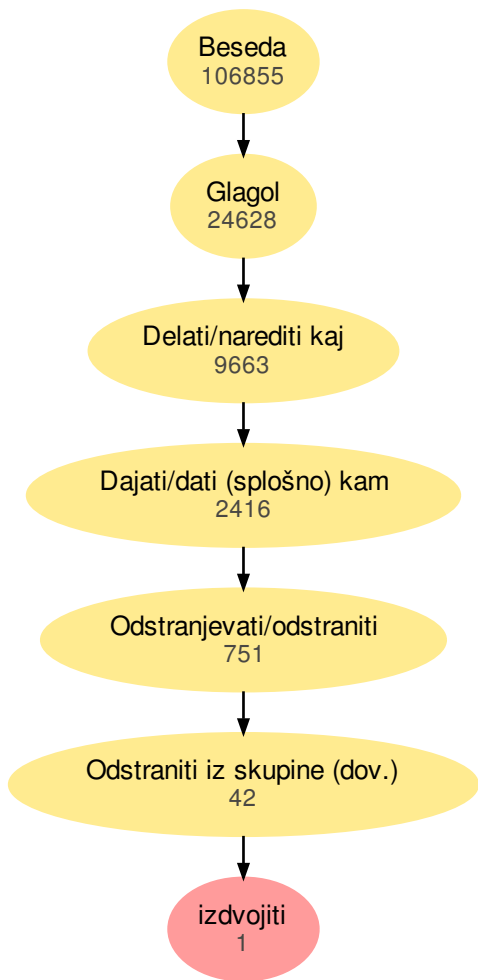 Beseda
106855
Glagol
24628
Delati/narediti kaj
9663
Dajati/dati (splošno) kam
2416
Odstranjevati/odstraniti
751
Odstraniti iz skupine (dov.)
42
izdvojiti
1